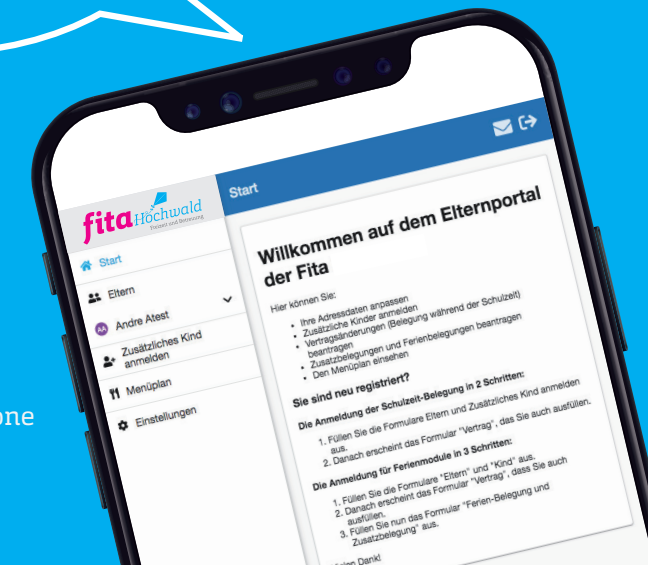 fita Hochwald
Freizeit und Betreuung
Start
Eltern
AA Andre Atest
Zusätzliches Kind
anmelden
Menüplan
Einstellungen
Start
Willkommen auf dem Elternportal
der Fita
Hier können Sie:
• Ihre Adressdaten anpassen
• Zusätzliche Kinder anmelden
• Vertragsänderungen (Belegung während der Schulzeit)
beantragen
• Zusatzbelegungen und Ferienbelegungen beantragen
• Den Menüplan einsehen
Sie sind neu registriert?
Die Anmeldung der Schulzeit-Belegung in 2 Schritten:
1. Füllen Sie die Formulare Eltern und Zusätzliches Kind anmelden
aus.
2. Danach erscheint das Formular "Vertrag", das Sie auch ausfüllen.
Die Anmeldung für Ferienmodule in 3 Schritten:
1. Füllen Sie die Formulare "Eltern" und "Kind" aus.
2. Danach erscheint das Formular "Vertrag", dass Sie auch
ausfüllen.
3. Füllen Sie nun das Formular "Ferien-Belegung und
Zusatzbelegung" aus.
Dank!
one